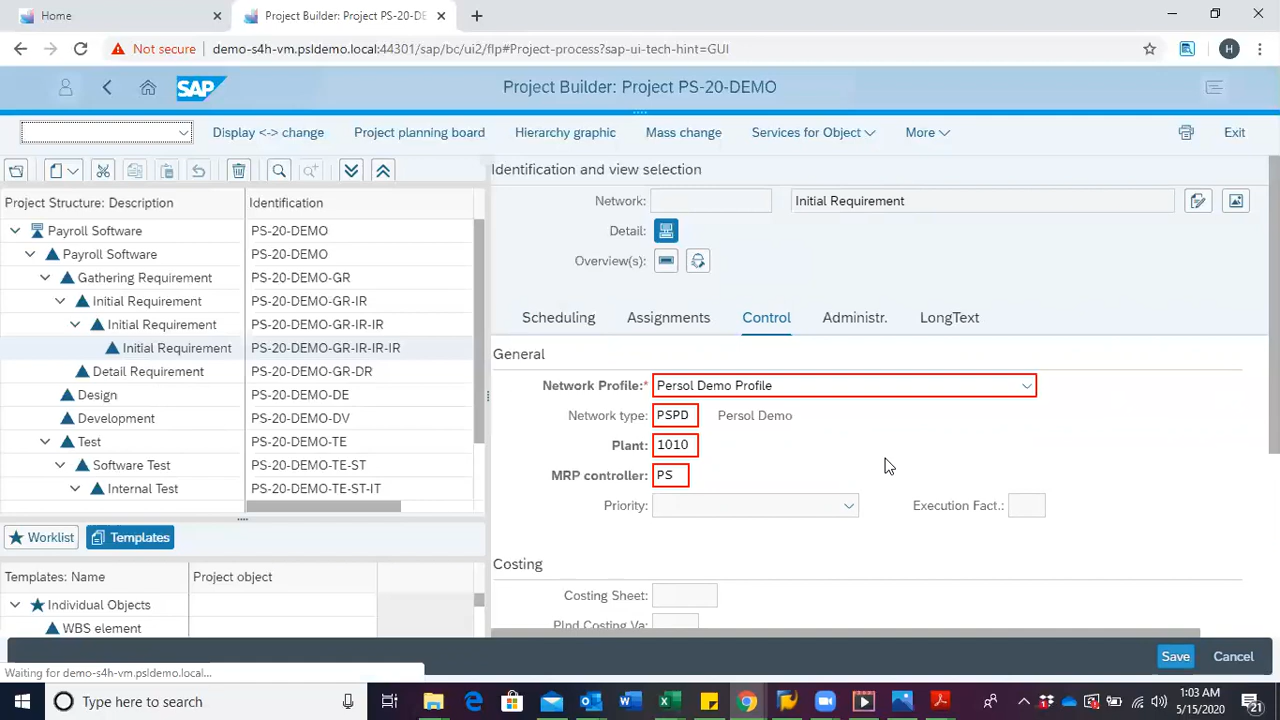 Home
Project Builder: Project PS-20-DE
Not secure demo-s4h-vm.psldemo.local:44301/sap/bc/ui2/flp#Project-process?sap-ui-tech-hint=GUI
H
SAP
Project Builder: Project PS-20-DEMO
Display <-> change Project planning board Hierarchy graphic Mass change Services for Object More Exit
Identification and view selection
Project Structure: Description Identification
Network: Initial Requirement
Payroll Software PS-20-DEMO
Detail:
Payroll Software PS-20-DEMO
Overview(s):
Gathering Requirement PS-20-DEMO-GR
Initial Requirement PS-20-DEMO-GR-IR
Scheduling Assignments Control Administr. LongText
Initial Requirement PS-20-DEMO-GR-IR-IR
Initial Requirement PS-20-DEMO-GR-IR-IR-IR
General
Detail Requirement PS-20-DEMO-GR-DR
Network Profile:* Persol Demo Profile
Design PS-20-DEMO-DE
Network type: PSPD Persol Demo
Development PS-20-DEMO-DV
Plant: 1010
Test PS-20-DEMO-TE
Software Test PS-20-DEMO-TE-ST
MRP controller: PS
Internal Test PS-20-DEMO-TE-ST-IT
Priority: Execution Fact.:
Worklist Templates
Costing
Templates: Name Project object
Costing Sheet:
Individual Objects
Plnd Costing Va:
WBS element
Save Cancel
Waiting for demo-s4h-vm.psldemo.local...
Type here to search
1:03 AM
5/15/2020
21